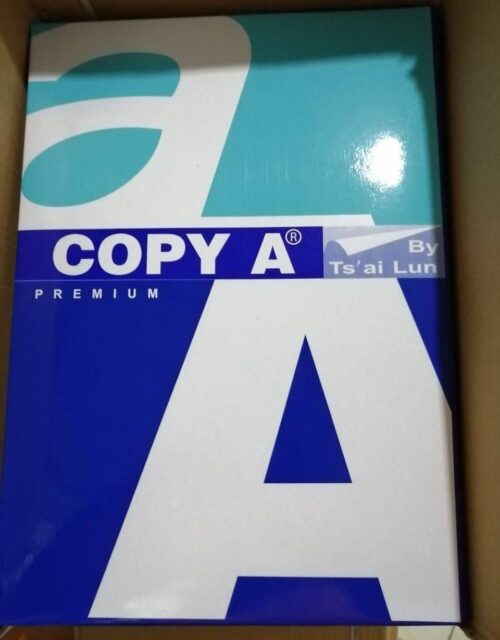 a
COPY A®
By
Ts'ai Lun
PREMIUM
A